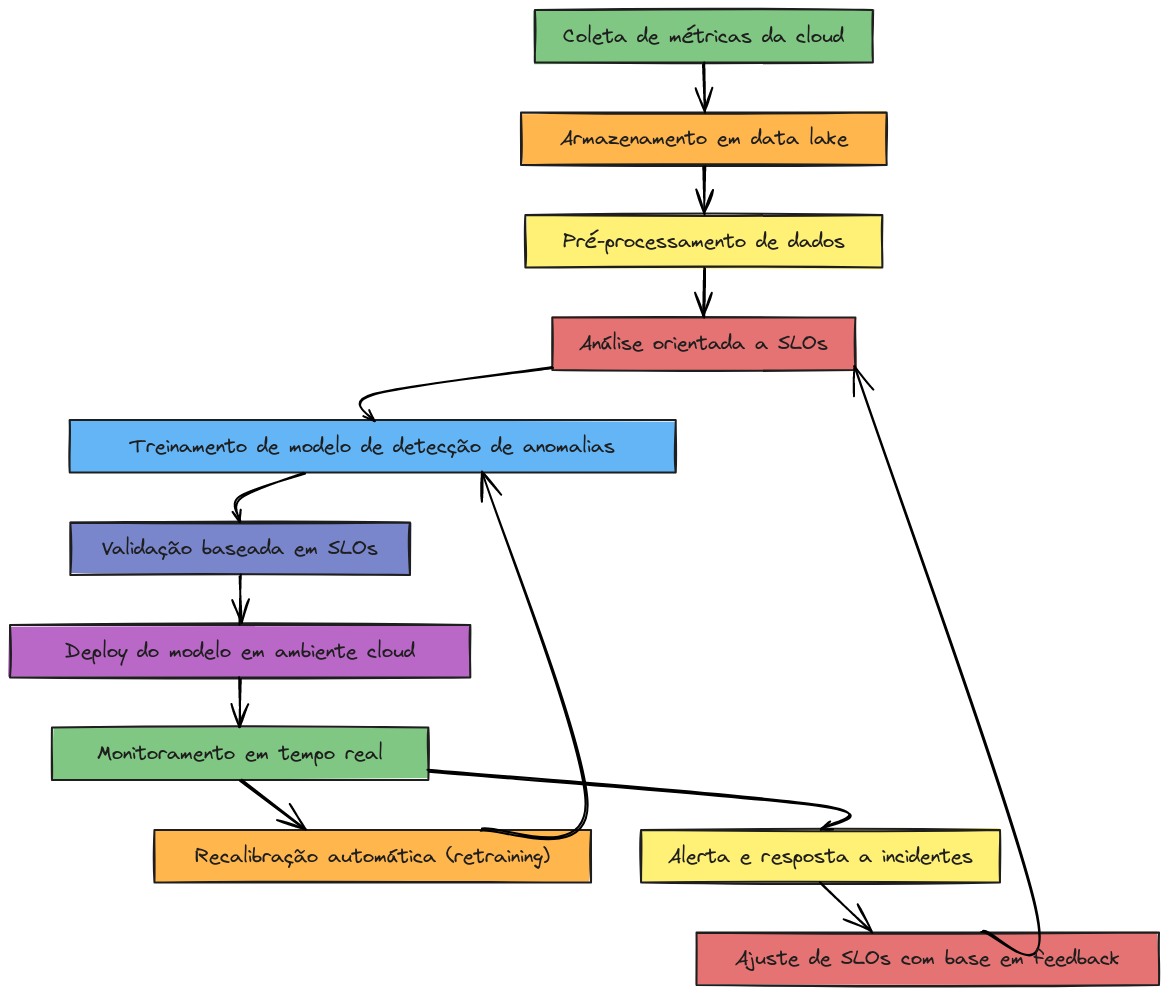 Coleta de métricas da cloud
Armazenamento em data lake
Pré-processamento de dados
Análise orientada a SLOs
Treinamento de modelo de detecção de anomalias
Validação baseada em SLOs
Deploy do modelo em ambiente cloud
Monitoramento em tempo real
Recalibração automática (retraining)
Alerta e resposta a incidentes
Ajuste de SLOs com base em feedback